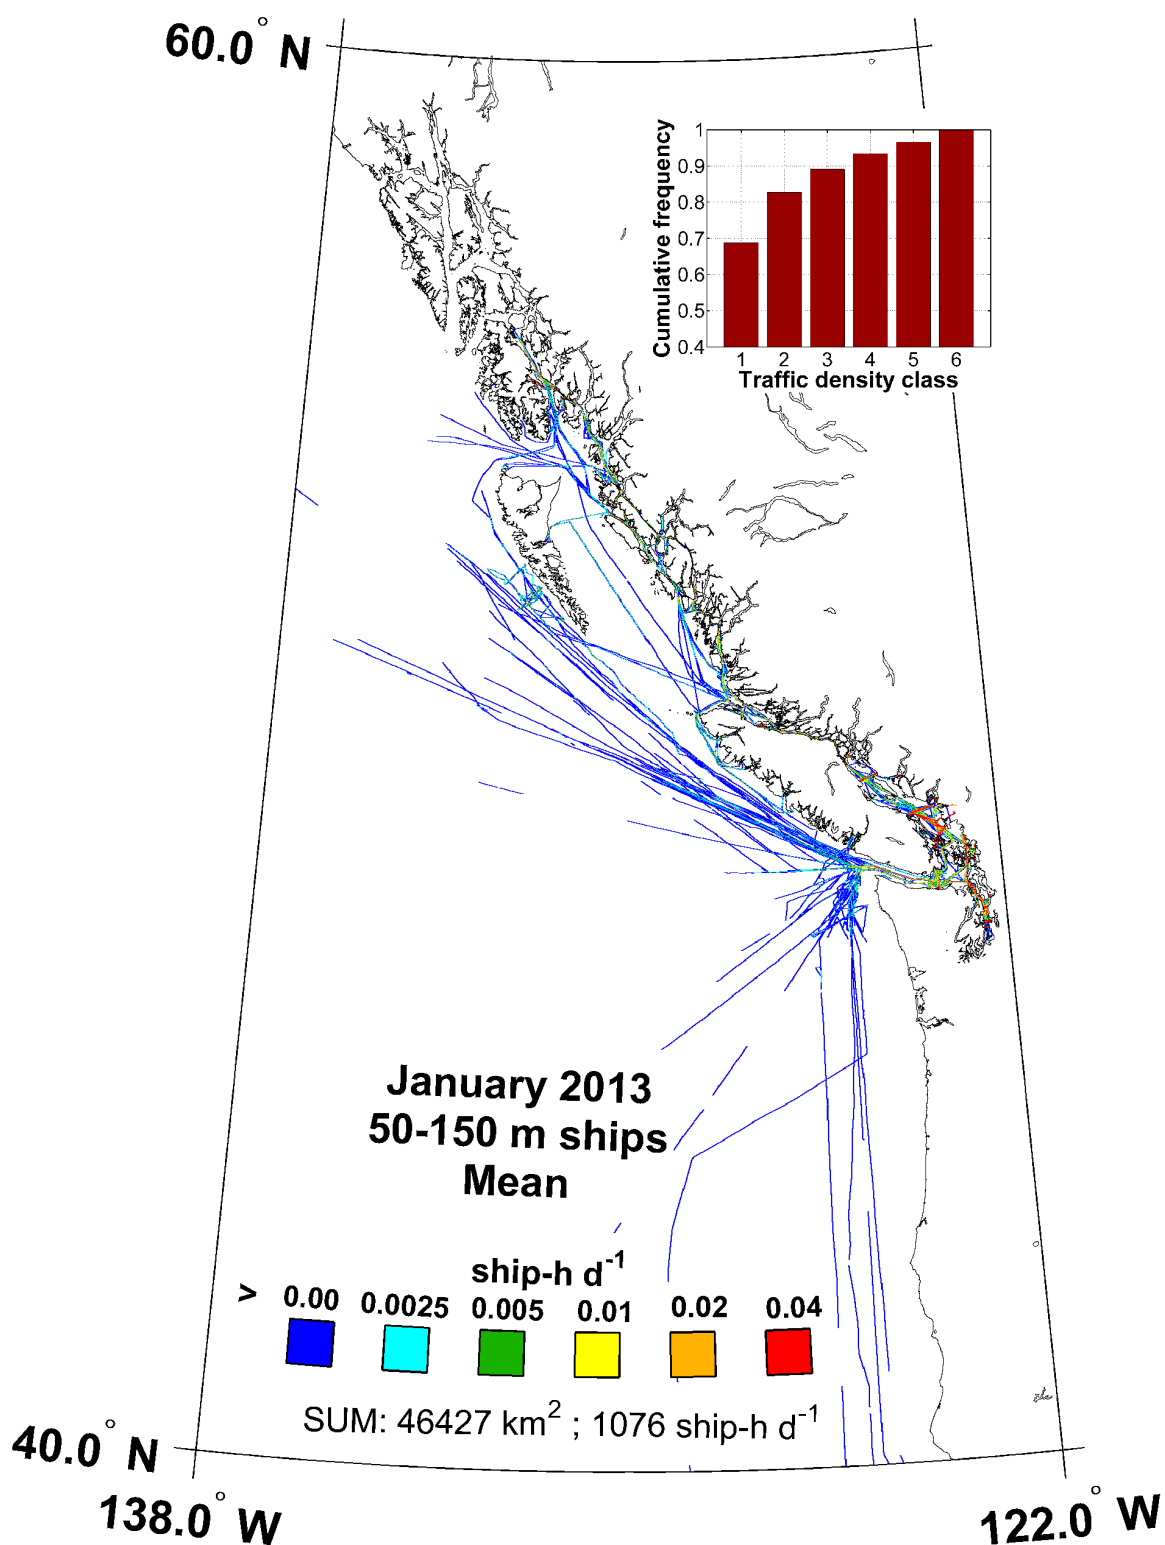 60.0° N
Cumulative frequency
1
0.9
0.8
0.7
0.6
0.5
0.4
1 2 3 4 5 6
Traffic density class
January 2013
50-150 m ships
Mean
ship-h d⁻¹
> 0.00 0.0025 0.005 0.01 0.02 0.04
SUM: 46427 km² ; 1076 ship-h d⁻¹
40.0° N
138.0° W
122.0° W